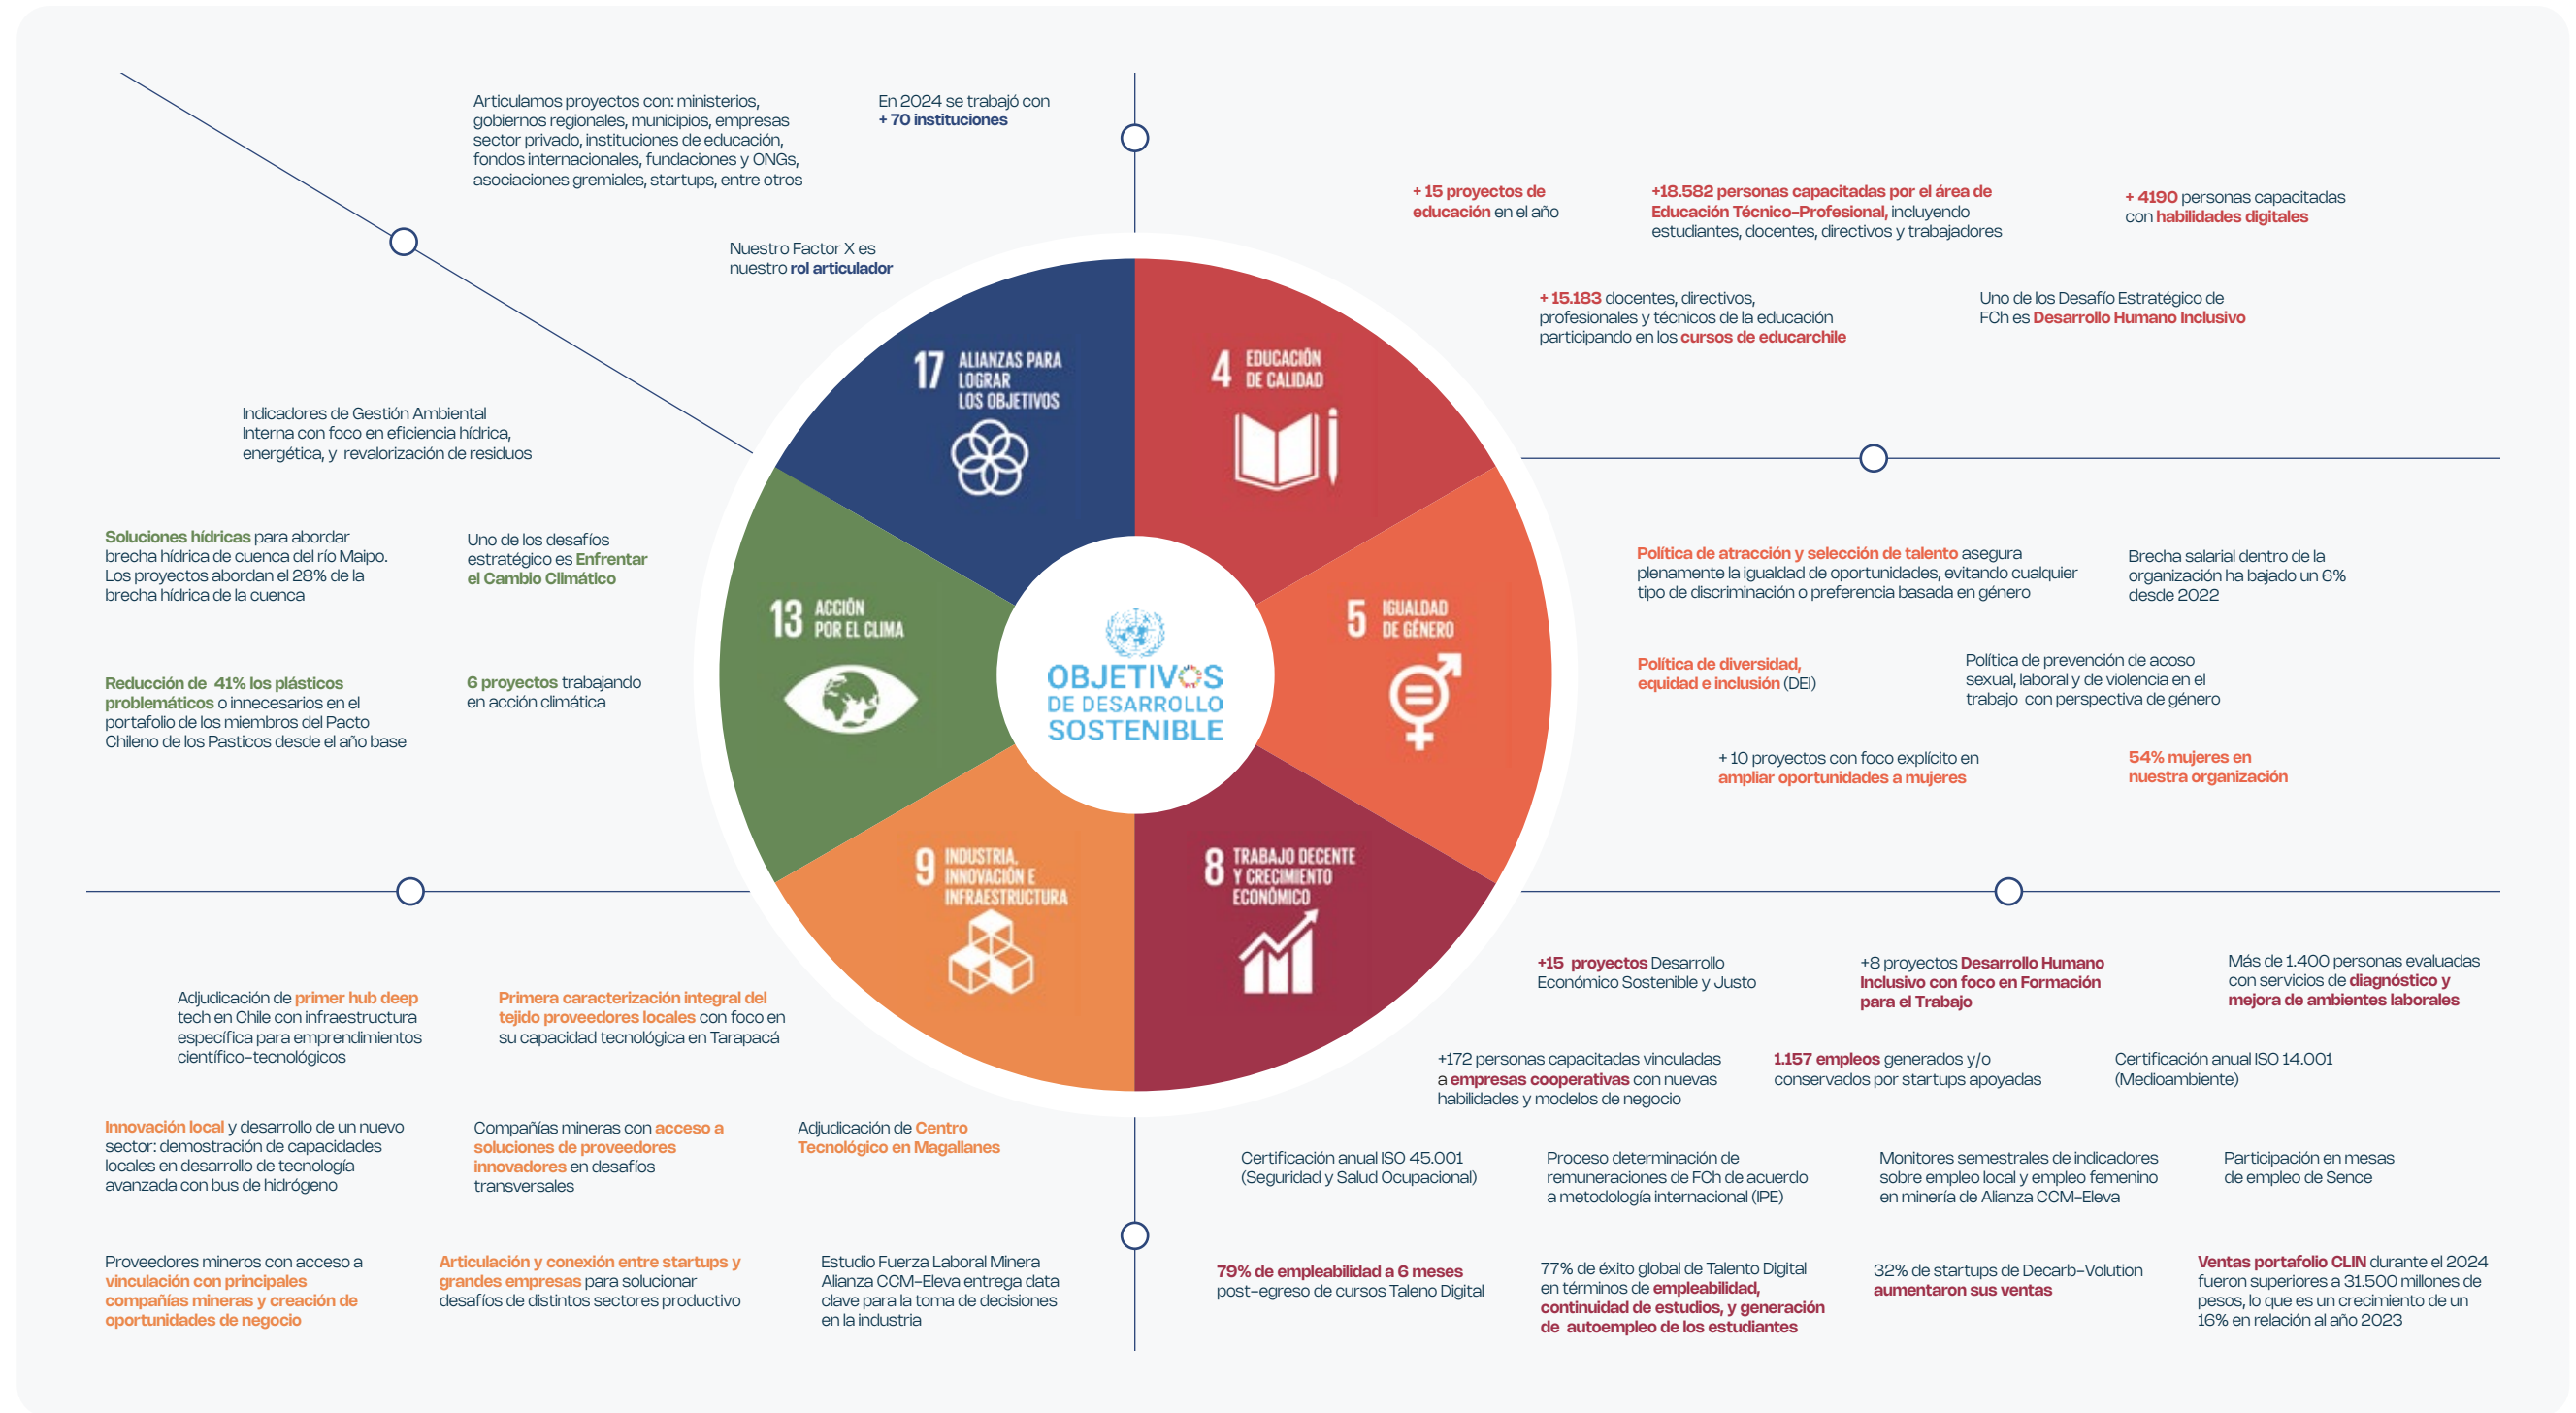 Articulamos proyectos con: ministerios,
gobiernos regionales, municipios, empresas
sector privado, instituciones de educación,
fondos internacionales, fundaciones y ONGs,
asociaciones gremiales, startups, entre otros
En 2024 se trabajó con
+ 70 instituciones
Nuestro Factor X es
nuestro rol articulador
+ 15 proyectos de
educación en el año
+18.582 personas capacitadas por el área de
Educación Técnico-Profesional, incluyendo
estudiantes, docentes, directivos y trabajadores
+ 4190 personas capacitadas
con habilidades digitales
+ 15.183 docentes, directivos,
profesionales y técnicos de la educación
participando en los cursos de educarchile
Uno de los Desafío Estratégico de
FCh es Desarrollo Humano Inclusivo
17 ALIANZAS PARA
LOGRAR
LOS OBJETIVOS
4 EDUCACIÓN
DE CALIDAD
Indicadores de Gestión Ambiental
Interna con foco en eficiencia hídrica,
energética, y revalorización de residuos
Soluciones hídricas para abordar
brecha hídrica de cuenca del río Maipo.
Los proyectos abordan el 28% de la
brecha hídrica de la cuenca
Uno de los desafíos
estratégico es Enfrentar
el Cambio Climático
Reducción de 41% los plásticos
problemáticos o innecesarios en el
portafolio de los miembros del Pacto
Chileno de los Pasticos desde el año base
6 proyectos trabajando
en acción climática
13 ACCIÓN
POR EL CLIMA
OBJETIVOS
DE DESARROLLO
SOSTENIBLE
5 IGUALDAD
DE GÉNERO
Política de atracción y selección de talento asegura
plenamente la igualdad de oportunidades, evitando cualquier
tipo de discriminación o preferencia basada en género
Brecha salarial dentro de la
organización ha bajado un 6%
desde 2022
Política de diversidad,
equidad e inclusión (DEI)
Política de prevención de acoso
sexual, laboral y de violencia en el
trabajo con perspectiva de género
+ 10 proyectos con foco explícito en
ampliar oportunidades a mujeres
54% mujeres en
nuestra organización
9 INDUSTRIA,
INNOVACIÓN E
INFRAESTRUCTURA
8 TRABAJO DECENTE
Y CRECIMIENTO
ECONÓMICO
Adjudicación de primer hub deep
tech en Chile con infraestructura
específica para emprendimientos
científico-tecnológicos
Primera caracterización integral del
tejido proveedores locales con foco en
su capacidad tecnológica en Tarapacá
Innovación local y desarrollo de un nuevo
sector: demostración de capacidades
locales en desarrollo de tecnología
avanzada con bus de hidrógeno
Compañías mineras con acceso a
soluciones de proveedores
innovadores en desafíos
transversales
Adjudicación de Centro
Tecnológico en Magallanes
Proveedores mineros con acceso a
vinculación con principales
compañías mineras y creación de
oportunidades de negocio
Articulación y conexión entre startups y
grandes empresas para solucionar
desafíos de distintos sectores productivo
Estudio Fuerza Laboral Minera
Alianza CCM-Eleva entrega data
clave para la toma de decisiones
en la industria
+15 proyectos Desarrollo
Económico Sostenible y Justo
+8 proyectos Desarrollo Humano
Inclusivo con foco en Formación
para el Trabajo
Más de 1.400 personas evaluadas
con servicios de diagnóstico y
mejora de ambientes laborales
+172 personas capacitadas vinculadas
a empresas cooperativas con nuevas
habilidades y modelos de negocio
1.157 empleos generados y/o
conservados por startups apoyadas
Certificación anual ISO 14.001
(Medioambiente)
Certificación anual ISO 45.001
(Seguridad y Salud Ocupacional)
Proceso determinación de
remuneraciones de FCh de acuerdo
a metodología internacional (IPE)
Monitores semestrales de indicadores
sobre empleo local y empleo femenino
en minería de Alianza CCM-Eleva
Participación en mesas
de empleo de Sence
79% de empleabilidad a 6 meses
post-egreso de cursos Taleno Digital
77% de éxito global de Talento Digital
en términos de empleabilidad,
continuidad de estudios, y generación
de autoempleo de los estudiantes
32% de startups de Decarb-Volution
aumentaron sus ventas
Ventas portafolio CLIN durante el 2024
fueron superiores a 31.500 millones de
pesos, lo que es un crecimiento de un
16% en relación al año 2023